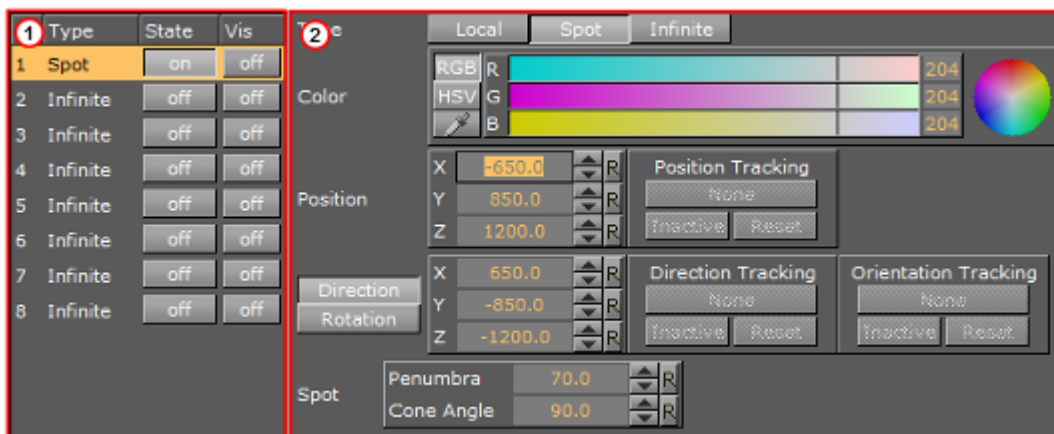 1 Type State Vis
1 Spot on off
2 Infinite off off
3 Infinite off off
4 Infinite off off
5 Infinite off off
6 Infinite off off
7 Infinite off off
8 Infinite off off
2 Local Spot Infinite
Color
RGB R 204
HSV G 204
B 204
Position
X -650.0 R
Y 850.0 R
Z 1200.0 R
Position Tracking
None
Inactive Reset
Direction
Rotation
X 650.0 R
Y -850.0 R
Z -1200.0 R
Direction Tracking
None
Inactive Reset
Orientation Tracking
None
Inactive Reset
Spot
Penumbra 70.0 R
Cone Angle 90.0 R